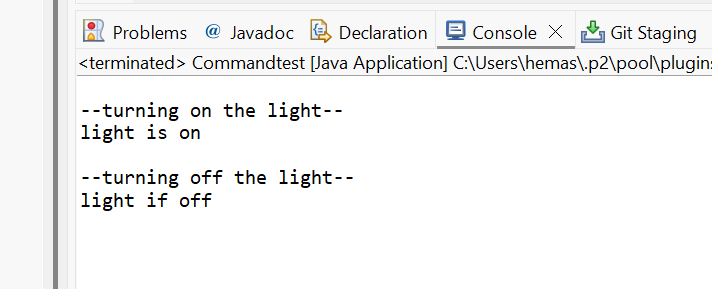 Problems @ Javadoc Declaration Console Git Staging
<terminated> Commandtest [Java Application] C:\Users\hemas\.p2\pool\plugins
--turning on the light--
light is on
--turning off the light--
light if off